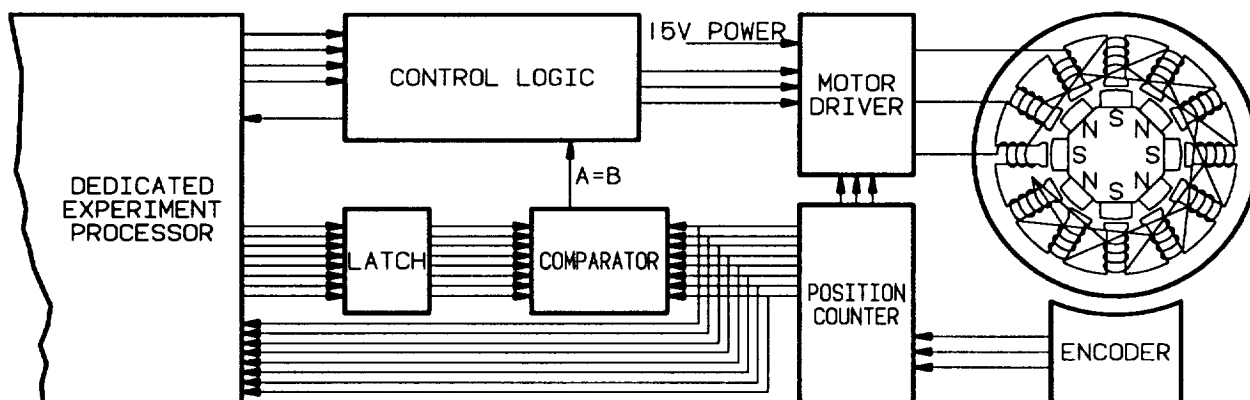 15V POWER
CONTROL LOGIC
MOTOR
DRIVER
S
N
N
S
S
N
N
S
A=B
DEDICATED
EXPERIMENT
PROCESSOR
LATCH
COMPARATOR
POSITION
COUNTER
ENCODER